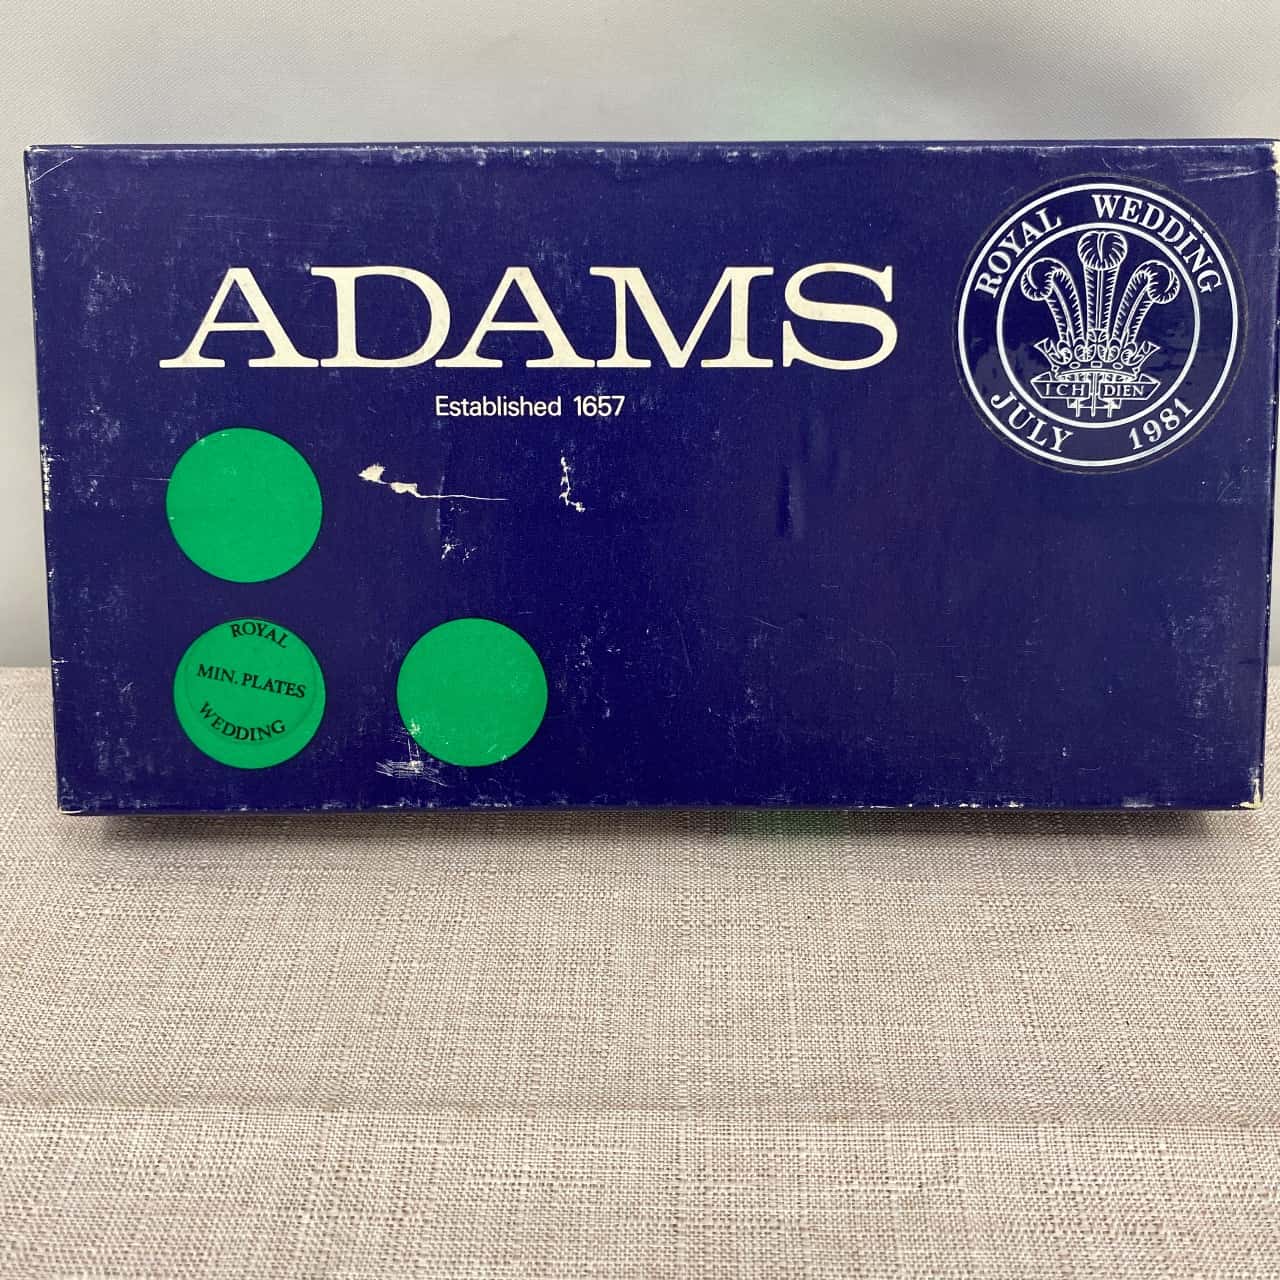 ADAMS
Established 1657
ROYAL WEDDING
ICH DIEN
JULY 1981
ROYAL
MIN. PLATES
WEDDING